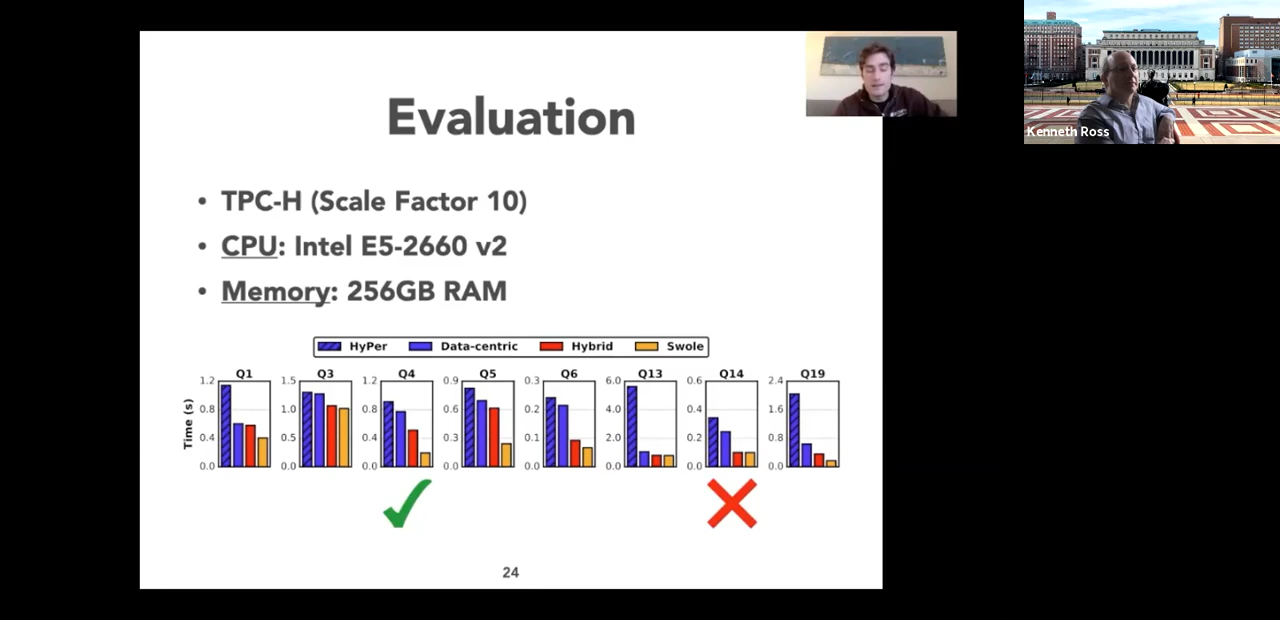 Evaluation
• TPC-H (Scale Factor 10)
• CPU: Intel E5-2660 v2
• Memory: 256GB RAM
HyPer Data-centric Hybrid Swole
Q1 Q3 Q4 Q5 Q6 Q13 Q14 Q19
1.2 1.5 1.2 0.9 0.3 6.0 0.6 2.4
0.8 1.0 0.8 0.6 0.2 4.0 0.4 1.6
0.4 0.5 0.4 0.3 0.1 2.0 0.2 0.8
0.0 0.0 0.0 0.0 0.0 0.0 0.0 0.0
Time (s)
24
Kenneth Ross